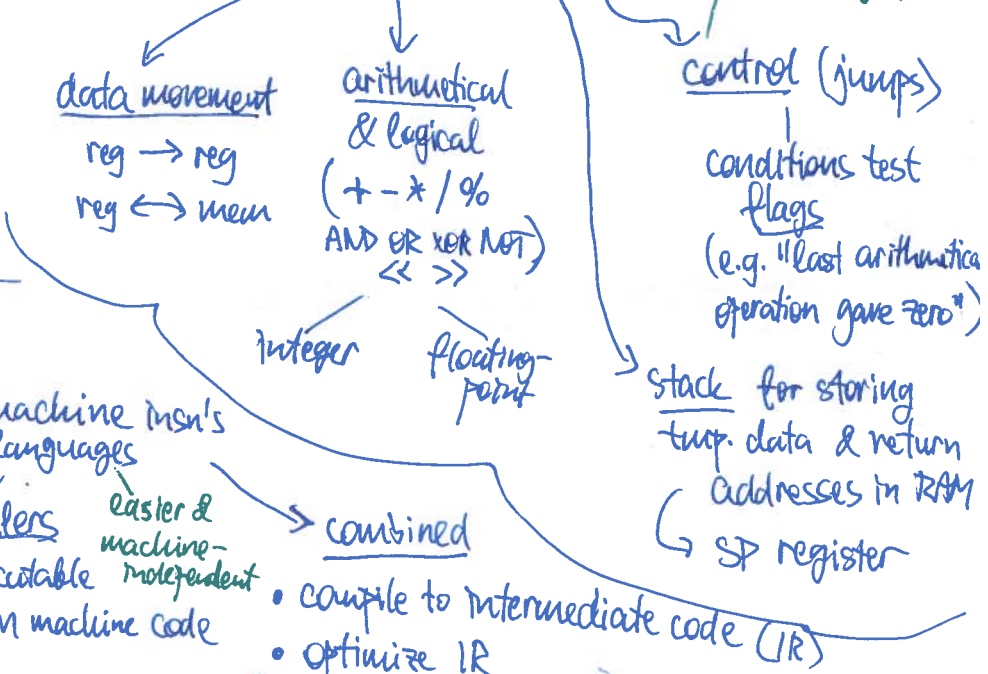 data movement
reg → reg
reg ↔ mem
arithmetical
& logical
(+ - * / %
AND OR XOR NOT)
<< >>
integer
floating-
point
control (jumps)
conditions test
flags
(e.g. "last arithmetica
operation gave zero")
stack for storing
tmp. data & return
addresses in RAM
SP register
machine insn's
languages
easier &
machine-
independent
lers
cutable
machine code
combined
• compile to intermediate code (IR)
• optimize IR